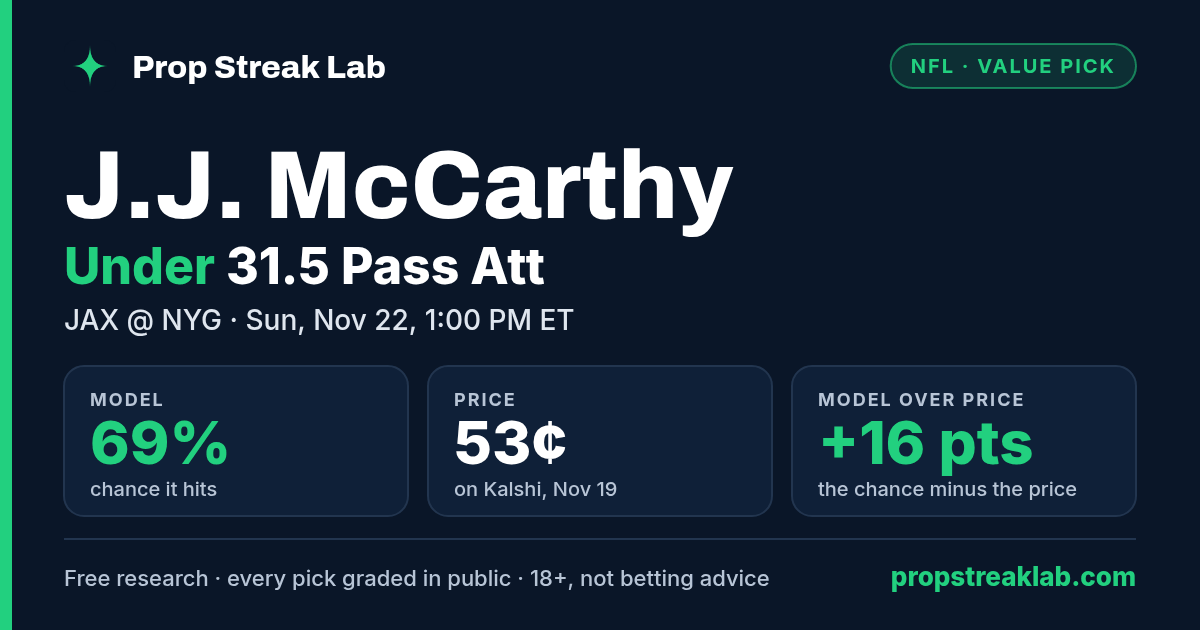 Prop Streak Lab
NFL · VALUE PICK
J.J. McCarthy
Under 31.5 Pass Att
JAX @ NYG · Sun, Nov 22, 1:00 PM ET
MODEL
69%
chance it hits
PRICE
53¢
on Kalshi, Nov 19
MODEL OVER PRICE
+16 pts
the chance minus the price
Free research · every pick graded in public · 18+, not betting advice
propstreaklab.com